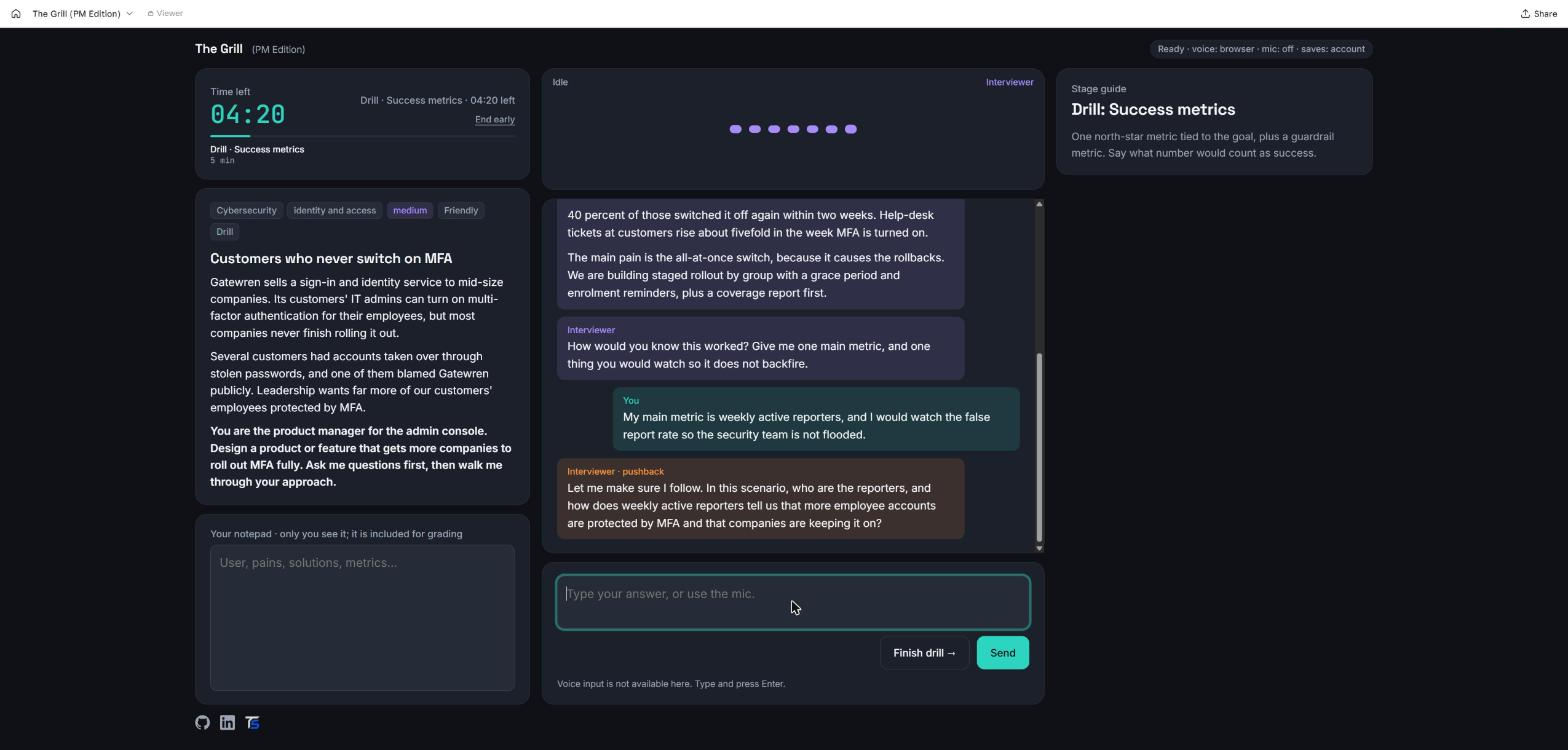 The Grill (PM Edition)
Viewer
Share
The Grill (PM Edition)
Ready · voice: browser · mic: off · saves: account
Time left
04:20
Drill · Success metrics · 04:20 left
End early
Drill · Success metrics
5 min
Cybersecurity
identity and access
medium
Friendly
Drill
Customers who never switch on MFA
Gatewren sells a sign-in and identity service to mid-size
companies. Its customers' IT admins can turn on multi-
factor authentication for their employees, but most
companies never finish rolling it out.
Several customers had accounts taken over through
stolen passwords, and one of them blamed Gatewren
publicly. Leadership wants far more of our customers'
employees protected by MFA.
You are the product manager for the admin console.
Design a product or feature that gets more companies to
roll out MFA fully. Ask me questions first, then walk me
through your approach.
Your notepad · only you see it; it is included for grading
User, pains, solutions, metrics...
Idle
Interviewer
40 percent of those switched it off again within two weeks. Help-desk
tickets at customers rise about fivefold in the week MFA is turned on.
The main pain is the all-at-once switch, because it causes the rollbacks.
We are building staged rollout by group with a grace period and
enrolment reminders, plus a coverage report first.
Interviewer
How would you know this worked? Give me one main metric, and one
thing you would watch so it does not backfire.
You
My main metric is weekly active reporters, and I would watch the false
report rate so the security team is not flooded.
Interviewer · pushback
Let me make sure I follow. In this scenario, who are the reporters, and
how does weekly active reporters tell us that more employee accounts
are protected by MFA and that companies are keeping it on?
Type your answer, or use the mic.
Finish drill →
Send
Voice input is not available here. Type and press Enter.
Stage guide
Drill: Success metrics
One north-star metric tied to the goal, plus a guardrail
metric. Say what number would count as success.